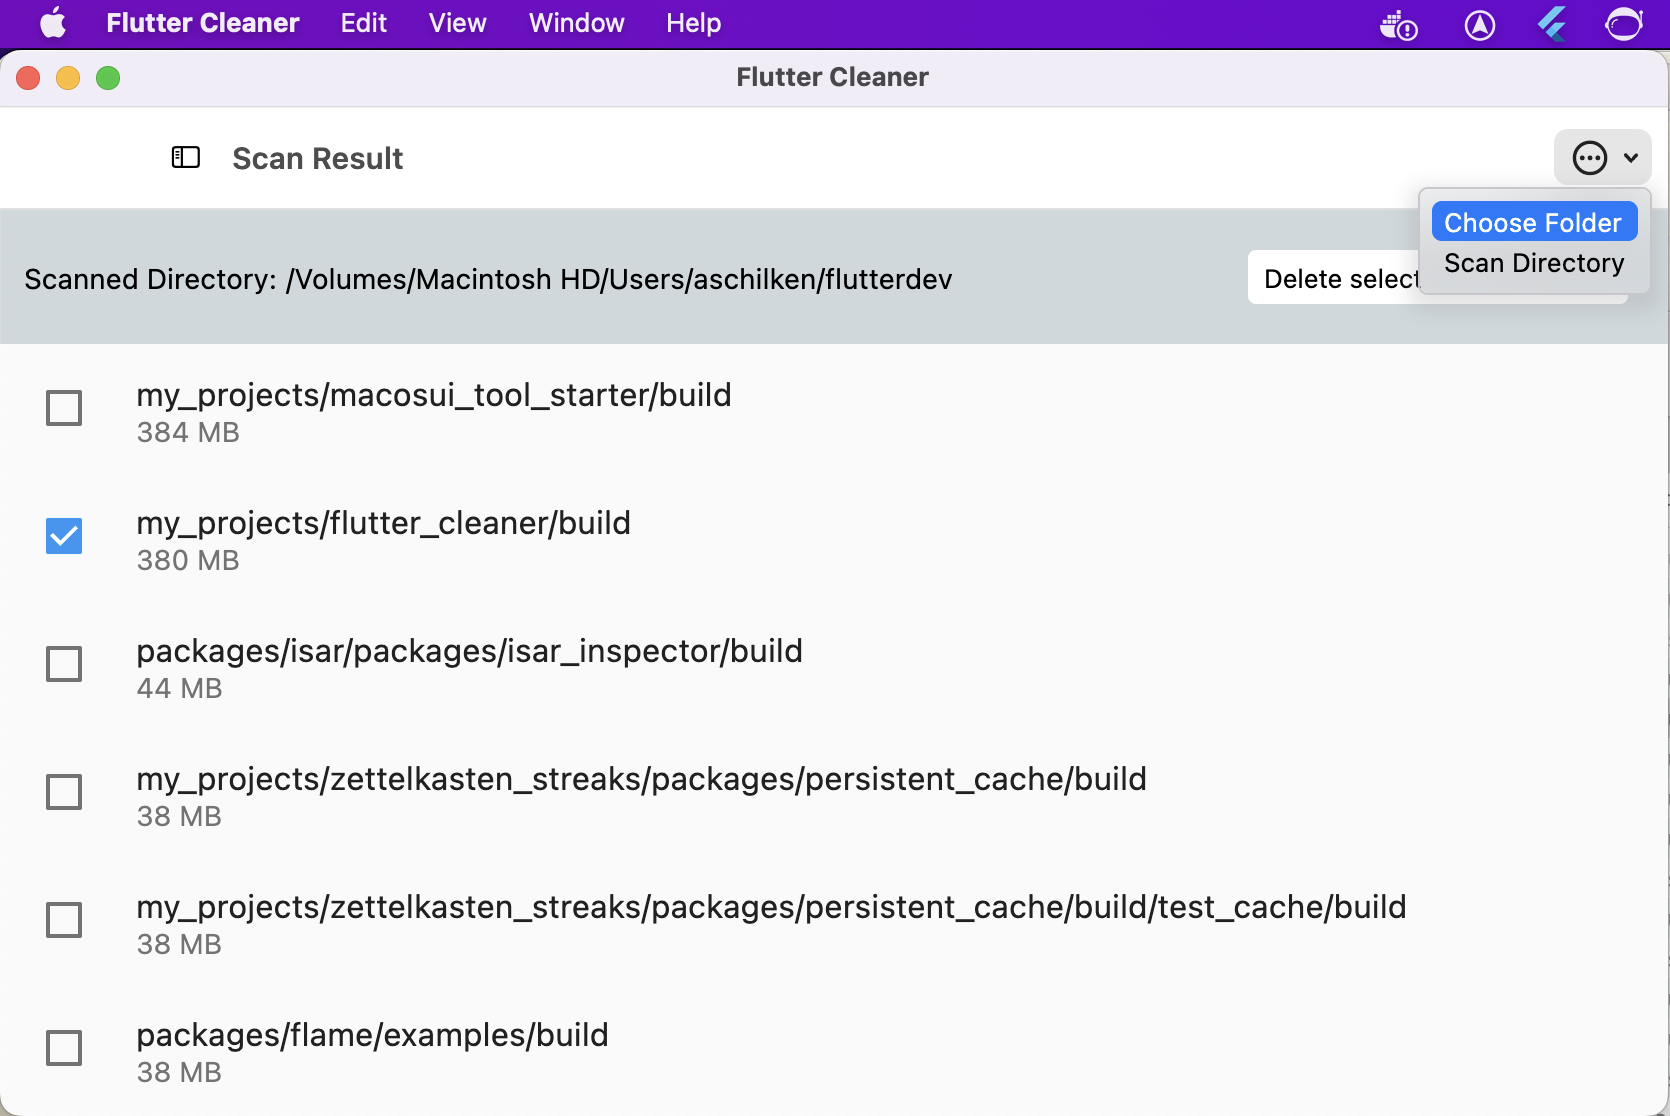 Flutter Cleaner Edit View Window Help
Flutter Cleaner
Scan Result
Choose Folder
Scan Directory
Scanned Directory: /Volumes/Macintosh HD/Users/aschilken/flutterdev
Delete
my_projects/macosui_tool_starter/build
384 MB
my_projects/flutter_cleaner/build
380 MB
packages/isar/packages/isar_inspector/build
44 MB
my_projects/zettelkasten_streaks/packages/persistent_cache/build
38 MB
my_projects/zettelkasten_streaks/packages/persistent_cache/build/test_cache/build
38 MB
packages/flame/examples/build
38 MB